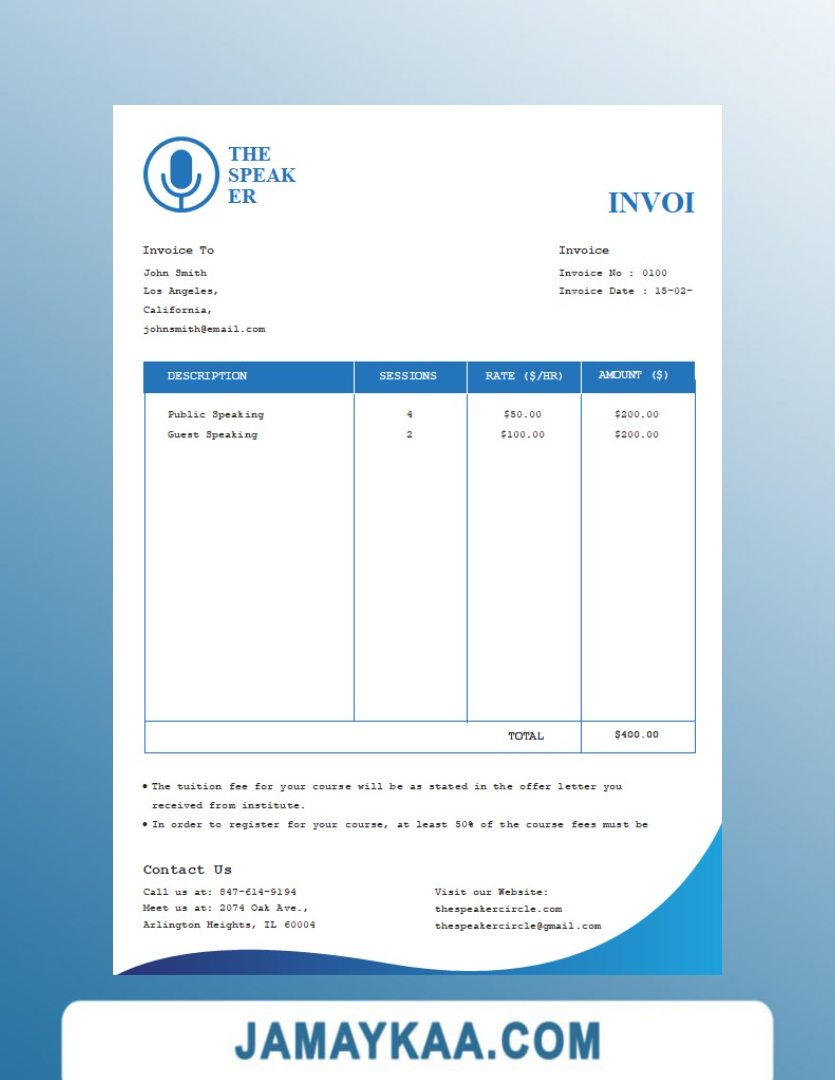 THE
SPEAK
ER
INVOI
Invoice To
John Smith
Los Angeles,
California,
johnsmith@email.com
Invoice
Invoice No : 0100
Invoice Date : 15-02-
DESCRIPTION SESSIONS RATE ($/HR) AMOUNT ($)
Public Speaking 4 $50.00 $200.00
Guest Speaking 2 $100.00 $200.00
TOTAL $400.00
• The tuition fee for your course will be as stated in the offer letter you
received from institute.
• In order to register for your course, at least 50% of the course fees must be
Contact Us
Call us at: 847-614-9194
Meet us at: 2074 Oak Ave.,
Arlington Heights, IL 60004
Visit our Website:
thespeakercircle.com
thespeakercircle@gmail.com
JAMAYKAA.COM